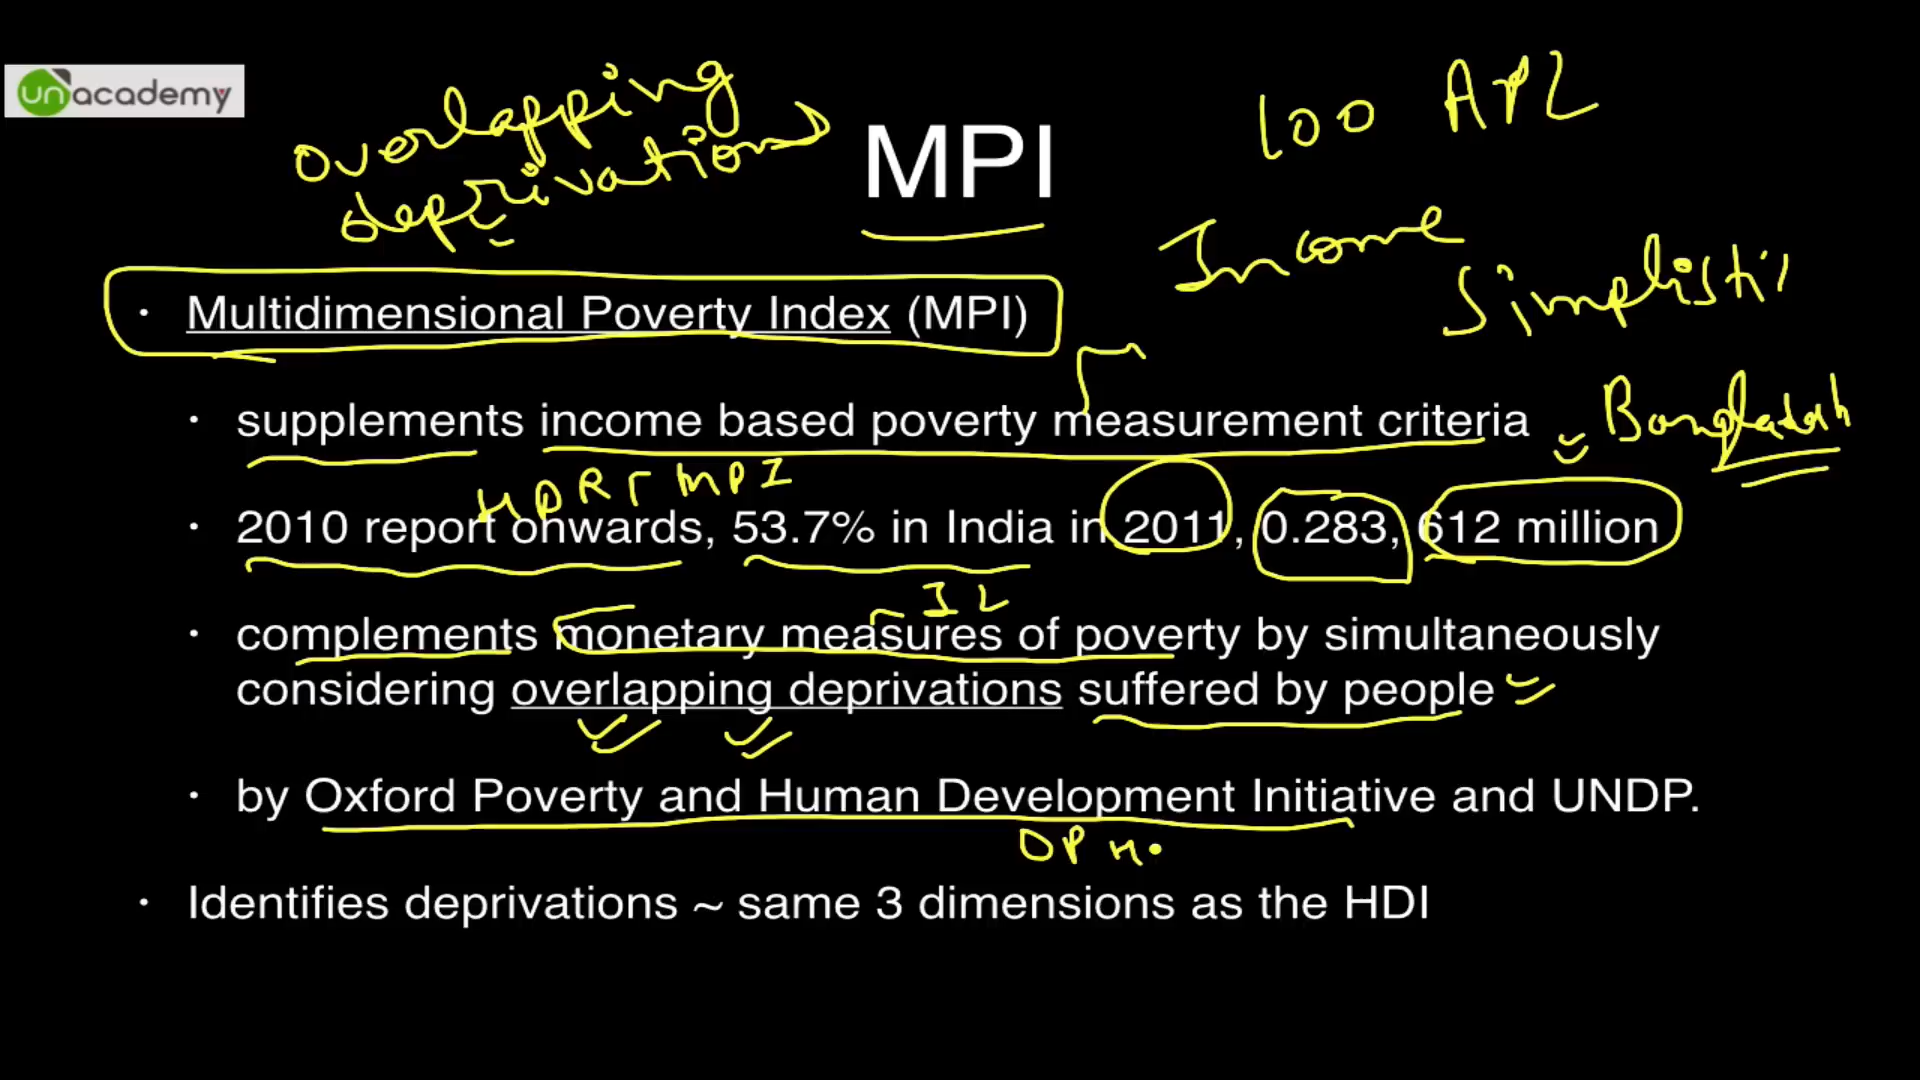 unacademy
overlapping
deprivations
MPI
100 APL
Income
Simplistic
• Multidimensional Poverty Index (MPI)
• supplements income based poverty measurement criteria
Bangladesh
HDRT MPI
• 2010 report onwards, 53.7% in India in 2011, 0.283, 612 million
I L
• complements monetary measures of poverty by simultaneously
considering overlapping deprivations suffered by people
• by Oxford Poverty and Human Development Initiative and UNDP.
OPH
• Identifies deprivations ~ same 3 dimensions as the HDI